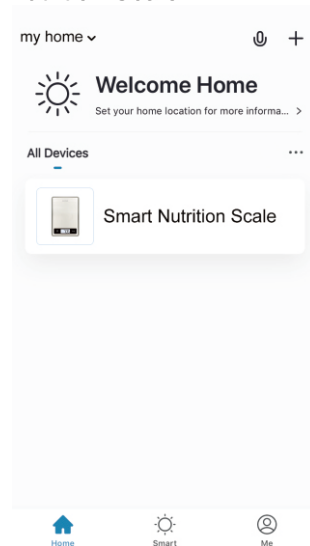 my home
Welcome Home
Set your home location for more informa...
All Devices
Smart Nutrition Scale
Home
Smart
Me